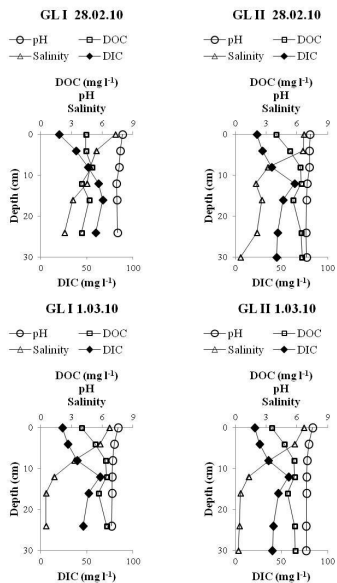 GL I 28.02.10
pH DOC
Salinity DIC
DOC (mg l-1)
pH
Salinity
0 3 6 9
0
10
20
30
Depth (cm)
0 50 100
DIC (mg l-1)
GL II 28.02.10
pH DOC
Salinity DIC
DOC (mg l-1)
pH
Salinity
0 3 6 9
0
10
20
30
Depth (cm)
0 50 100
DIC (mg l-1)
GL I 1.03.10
pH DOC
Salinity DIC
DOC (mg l-1)
pH
Salinity
0 3 6 9
0
10
20
30
Depth (cm)
0 50 100
DIC (mg l-1)
GL II 1.03.10
pH DOC
Salinity DIC
DOC (mg l-1)
pH
Salinity
0 3 6 9
0
10
20
30
Depth (cm)
0 50 100
DIC (mg l-1)